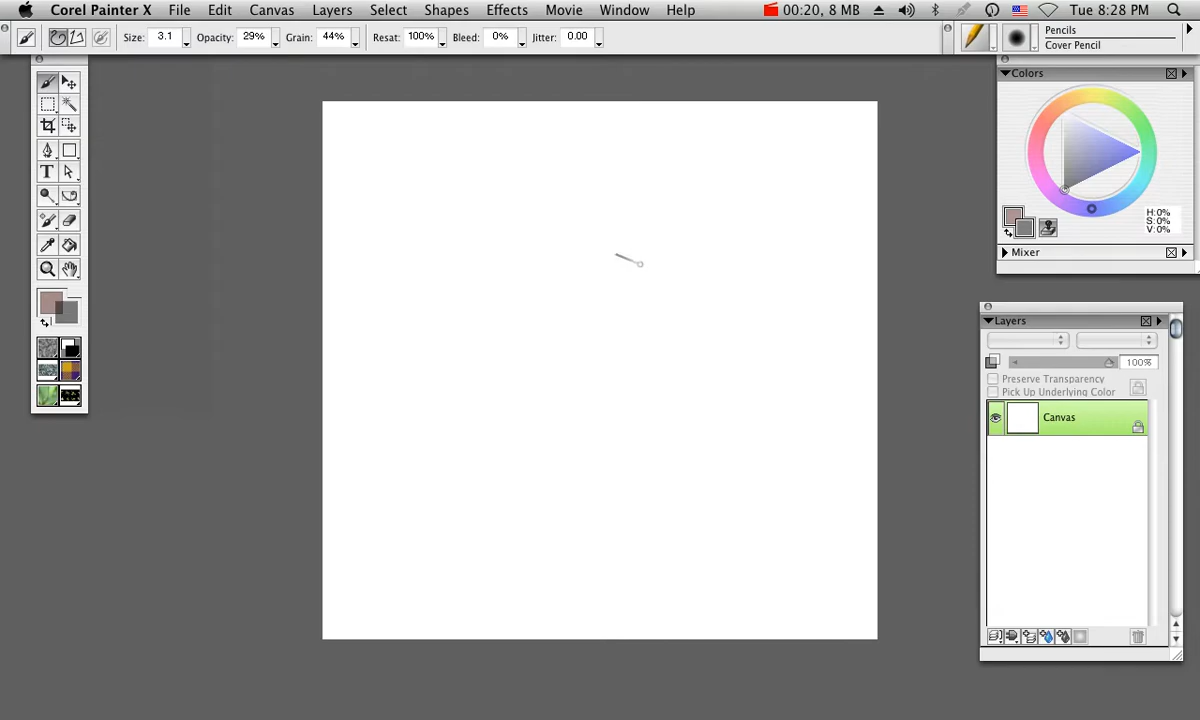 Corel Painter X File Edit Canvas Layers Select Shapes Effects Movie Window Help 00:20, 8 MB Tue 8:28 PM
Size: 3.1 Opacity: 29% Grain: 44% Resat: 100% Bleed: 0% Jitter: 0.00
Pencils
Cover Pencil
Colors
H:0%
S:0%
V:0%
Mixer
T
Layers
100%
Preserve Transparency
Pick Up Underlying Color
Canvas